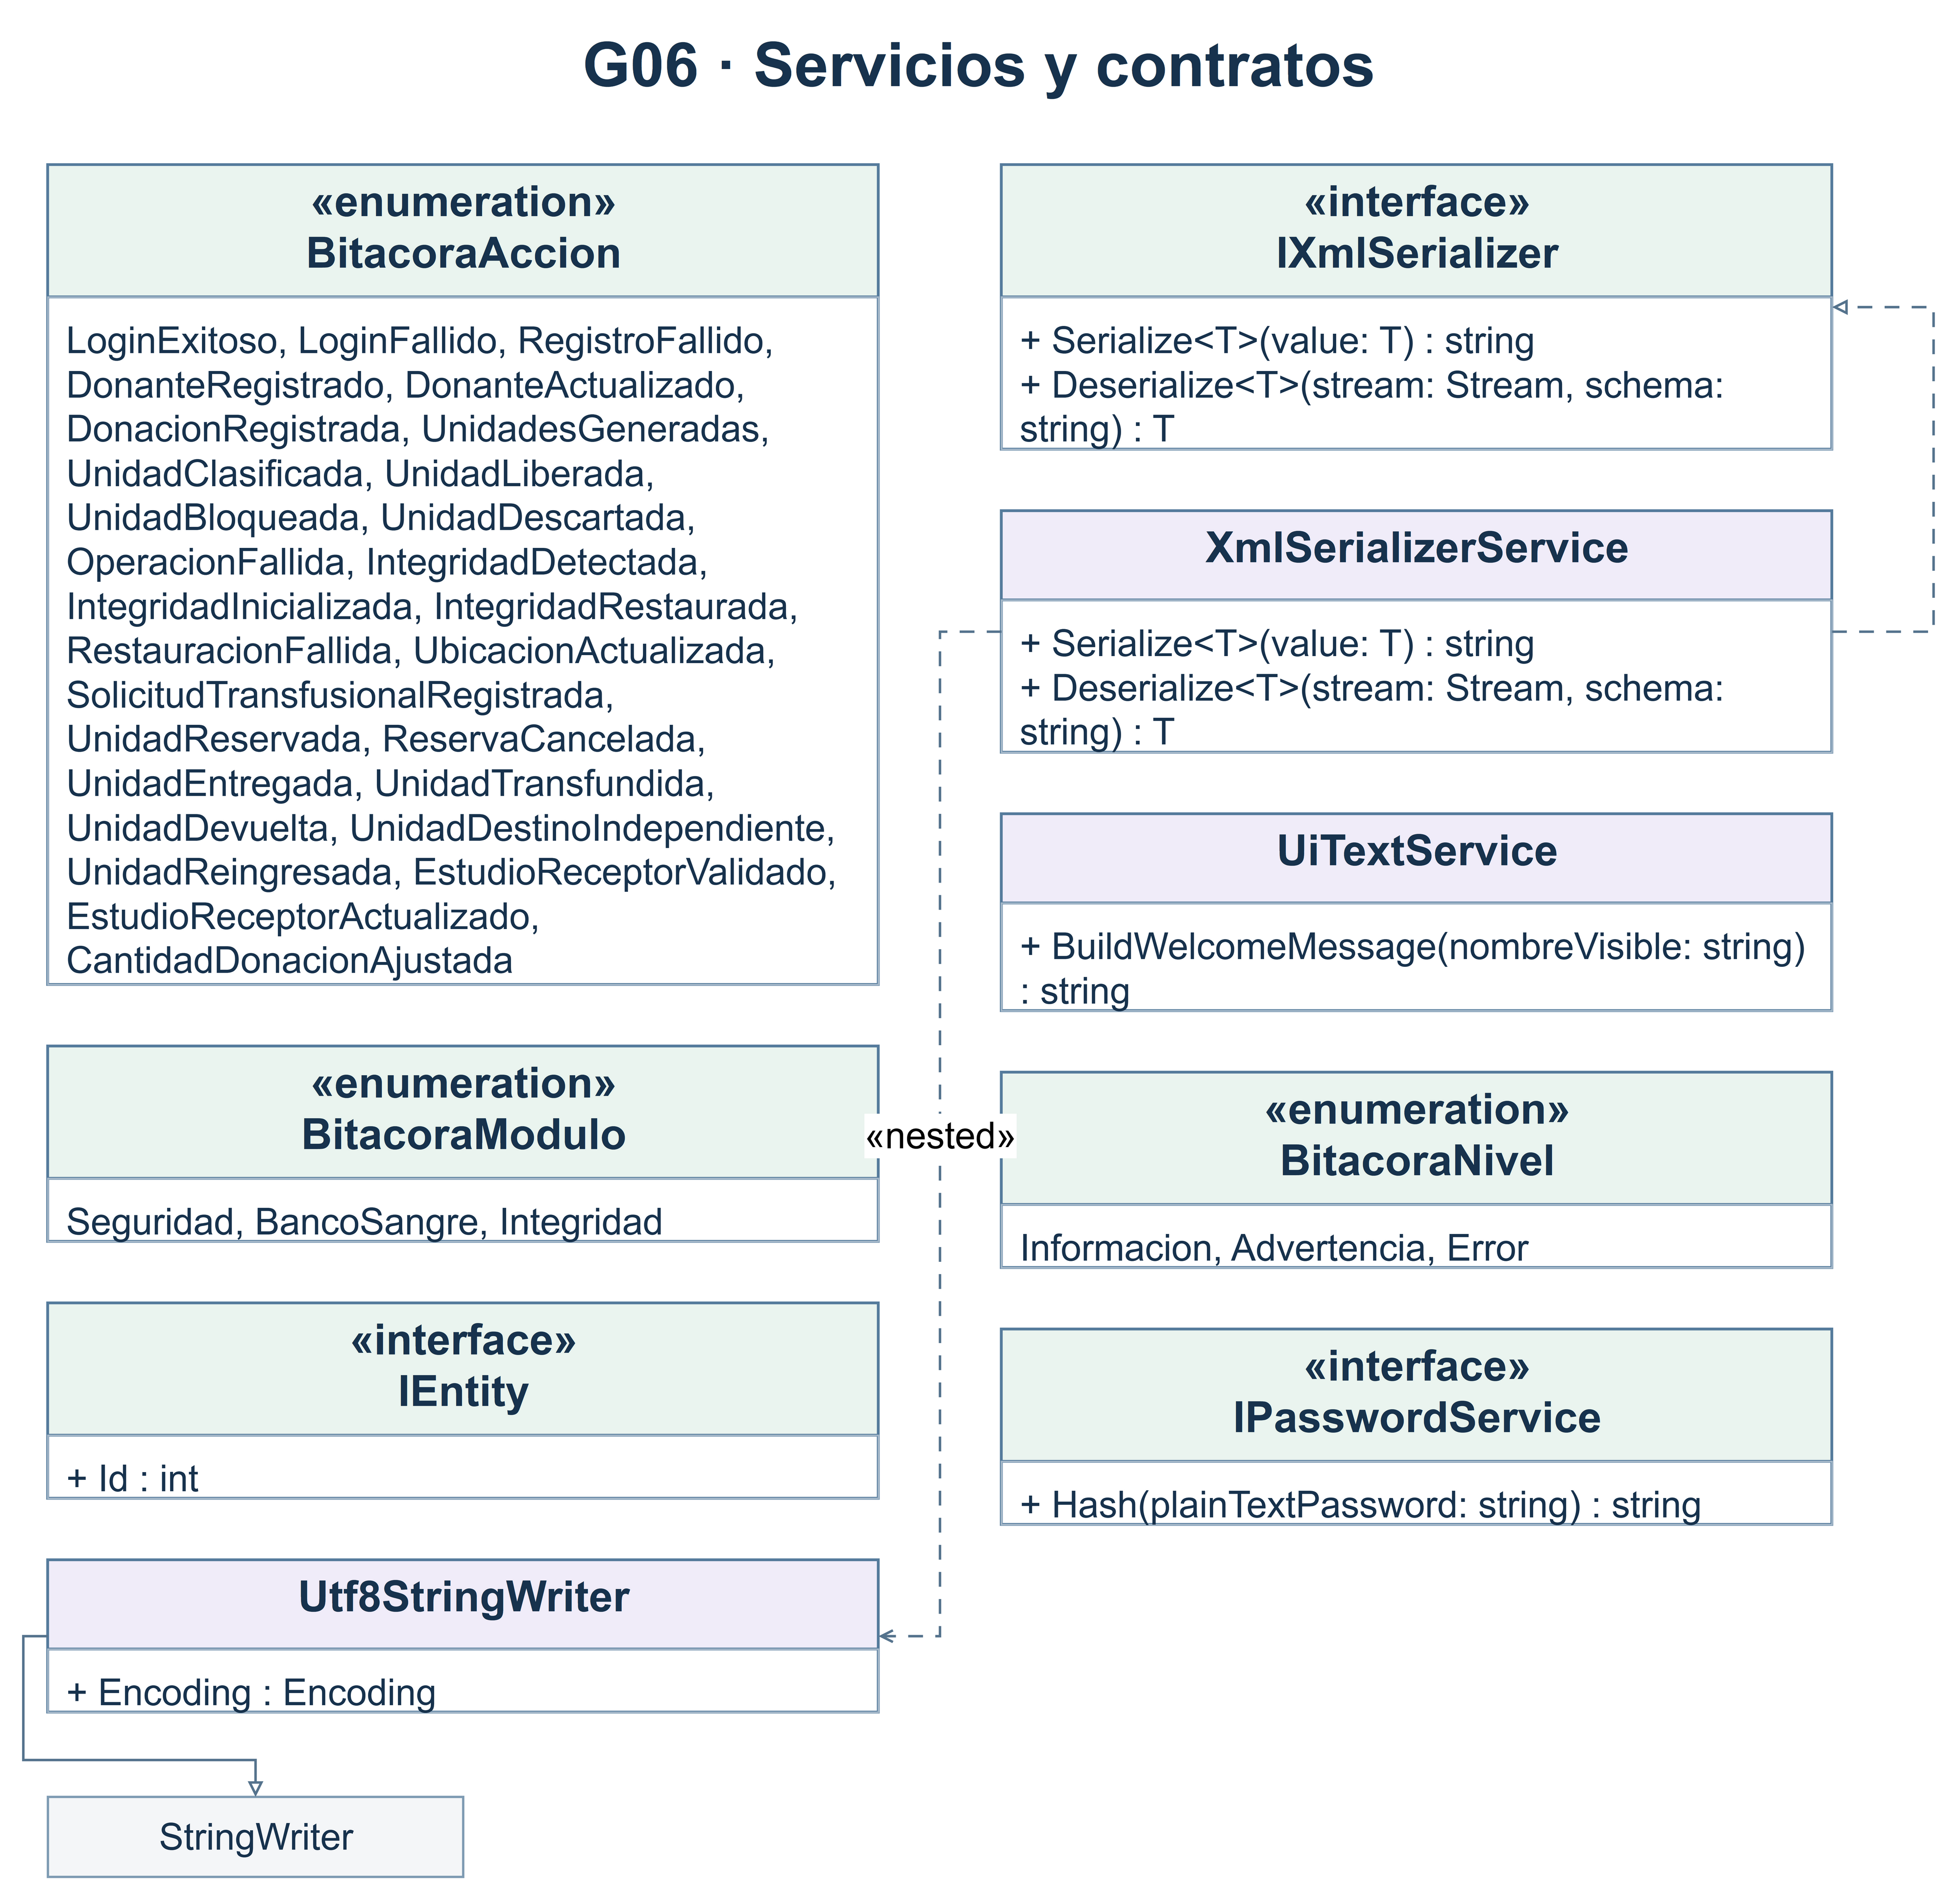 G06 · Servicios y contratos
«enumeration»
BitacoraAccion
LoginExitoso, LoginFallido, RegistroFallido,
DonanteRegistrado, DonanteActualizado,
DonacionRegistrada, UnidadesGeneradas,
UnidadClasificada, UnidadLiberada,
UnidadBloqueada, UnidadDescartada,
OperacionFallida, IntegridadDetectada,
IntegridadInicializada, IntegridadRestaurada,
RestauracionFallida, UbicacionActualizada,
SolicitudTransfusionalRegistrada,
UnidadReservada, ReservaCancelada,
UnidadEntregada, UnidadTransfundida,
UnidadDevuelta, UnidadDestinoIndependiente,
UnidadReingresada, EstudioReceptorValidado,
EstudioReceptorActualizado,
CantidadDonacionAjustada
«enumeration»
BitacoraModulo
Seguridad, BancoSangre, Integridad
«interface»
IEntity
+ Id : int
Utf8StringWriter
+ Encoding : Encoding
StringWriter
«nested»
«interface»
IXmlSerializer
+ Serialize<T>(value: T) : string
+ Deserialize<T>(stream: Stream, schema:
string) : T
XmlSerializerService
+ Serialize<T>(value: T) : string
+ Deserialize<T>(stream: Stream, schema:
string) : T
UiTextService
+ BuildWelcomeMessage(nombreVisible: string)
: string
«enumeration»
BitacoraNivel
Informacion, Advertencia, Error
«interface»
IPasswordService
+ Hash(plainTextPassword: string) : string